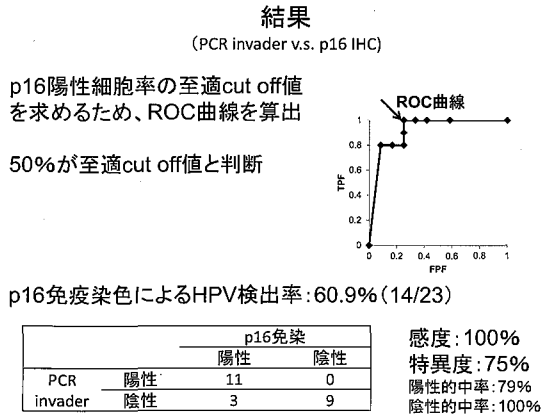 結果
(PCR invader v.s. p16 IHC)
p16陽性細胞率の至適cut off値
を求めるため、ROC曲線を算出
50%が至適cut off値と判断
ROC曲線
1
0.8
0.6
0.4
0.2
0
TPF
0 0.2 0.4 0.6 0.8 1
FPF
p16免疫染色によるHPV検出率:60.9%(14/23)
p16免染
陽性 陰性
PCR invader 陽性 11 0
陰性 3 9
感度:100%
特異度:75%
陽性的中率:79%
陰性的中率:100%